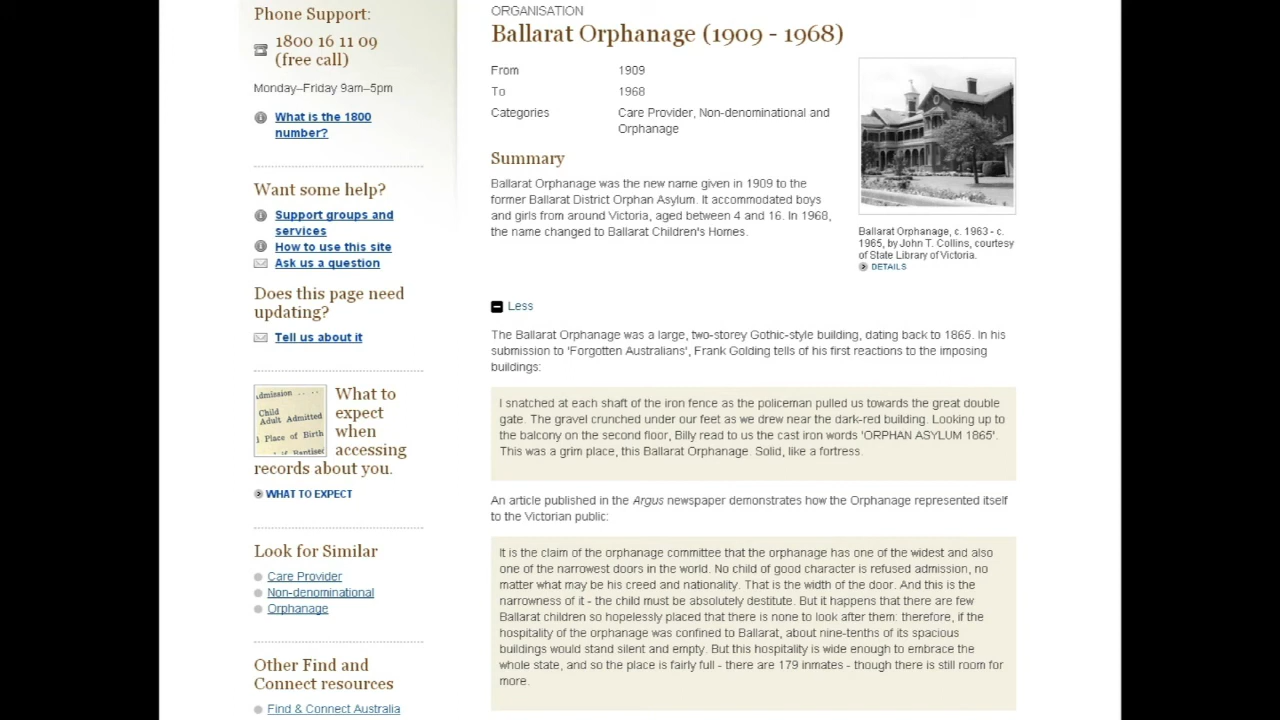 Phone Support:
1800 16 11 09
(free call)
Monday–Friday 9am–5pm
What is the 1800
number?
Want some help?
Support groups and
services
How to use this site
Ask us a question
Does this page need
updating?
Tell us about it
dmission . . . .
Child
Adult Admitted
l Place of Birth
if Baptised
What to
expect
when
accessing
records about you.
WHAT TO EXPECT
Look for Similar
Care Provider
Non-denominational
Orphanage
Other Find and
Connect resources
Find & Connect Australia
ORGANISATION
Ballarat Orphanage (1909 - 1968)
From 1909
To 1968
Categories Care Provider, Non-denominational and
Orphanage
Summary
Ballarat Orphanage was the new name given in 1909 to the
former Ballarat District Orphan Asylum. It accommodated boys
and girls from around Victoria, aged between 4 and 16. In 1968,
the name changed to Ballarat Children's Homes.
Ballarat Orphanage, c. 1963 - c.
1965, by John T. Collins, courtesy
of State Library of Victoria.
DETAILS
Less
The Ballarat Orphanage was a large, two-storey Gothic-style building, dating back to 1865. In his
submission to 'Forgotten Australians', Frank Golding tells of his first reactions to the imposing
buildings:
I snatched at each shaft of the iron fence as the policeman pulled us towards the great double
gate. The gravel crunched under our feet as we drew near the dark-red building. Looking up to
the balcony on the second floor, Billy read to us the cast iron words 'ORPHAN ASYLUM 1865'.
This was a grim place, this Ballarat Orphanage. Solid, like a fortress.
An article published in the Argus newspaper demonstrates how the Orphanage represented itself
to the Victorian public:
It is the claim of the orphanage committee that the orphanage has one of the widest and also
one of the narrowest doors in the world. No child of good character is refused admission, no
matter what may be his creed and nationality. That is the width of the door. And this is the
narrowness of it - the child must be absolutely destitute. But it happens that there are few
Ballarat children so hopelessly placed that there is none to look after them: therefore, if the
hospitality of the orphanage was confined to Ballarat, about nine-tenths of its spacious
buildings would stand silent and empty. But this hospitality is wide enough to embrace the
whole state, and so the place is fairly full - there are 179 inmates - though there is still room for
more.